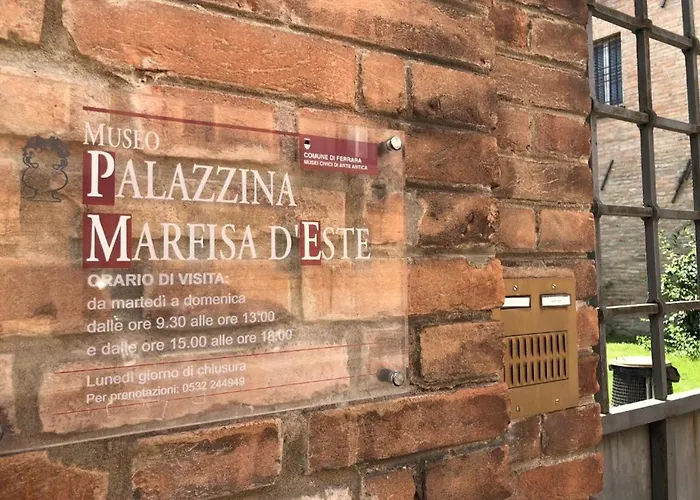 MUSEO
COMUNE DI FERRARA
MUSEI CIVICI DI ARTE ANTICA
PALAZZINA
MARFISA D'ESTE
ORARIO DI VISITA:
da martedì a domenica
dalle ore 9.30 alle ore 13:00
e dalle ore 15.00 alle ore 18:00
Lunedì giorno di chiusura
Per prenotazioni: 0532 244949